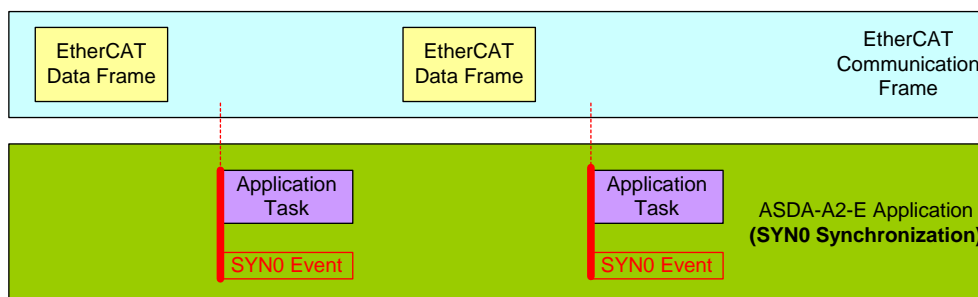 EtherCAT
Data Frame
EtherCAT
Data Frame
EtherCAT
Communication
Frame
Application
Task
SYN0 Event
Application
Task
SYN0 Event
ASDA-A2-E Application
(SYN0 Synchronization)